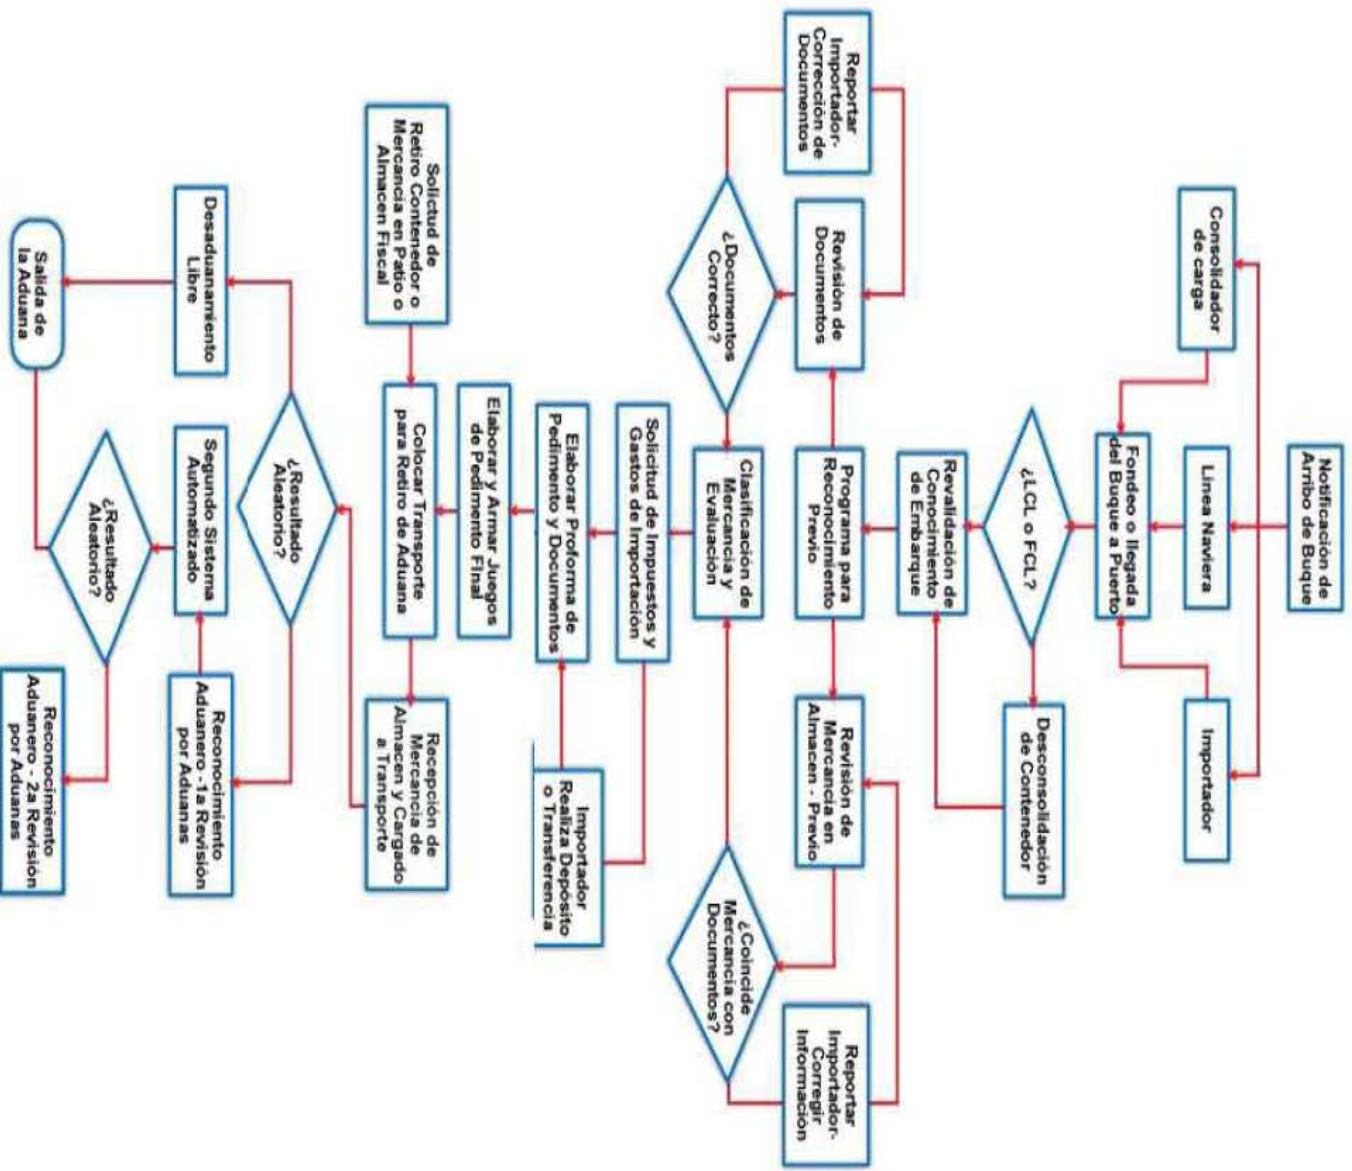 Notificación de
Arribo de Buque
Consolidador
de carga
Línea Naviera
Importador
Fondeo o llegada
del Buque a Puerto
¿LCL o FCL?
Desconsolidación
de Contenedor
Revalidación de
Conocimiento
de Embarque
Reportar
Importador-
Corrección de
Documentos
Revisión de
Documentos
Programa para
Reconocimiento
Previo
Revisión de
Mercancia en
Almacen - Previo
Reportar
Importador-
Corregir
Información
¿Documentos
Correcto?
Clasificación de
Mercancia y
Evaluación
¿Coincide
Mercancia con
Documentos?
Solicitud de Impuestos y
Gastos de Importación
Elaborar Proforma de
Pedimento y Documentos
Importador
Realiza Depósito
o Transferencia
Elaborar y Armar Juegos
de Pedimento Final
Solictud de
Retiro Contenedor o
Mercancia en Patio o
Almacen Fiscal
Colocar Transporte
para Retiro de Aduana
Recepción de
Mercancia de
Almacen y Cargado
a Transporte
¿Resultado
Aleatorio?
Desaduanamiento
Libre
Segundo Sistema
Automatizado
Reconocimiento
Aduanero - 1a Revisión
por Aduanas
Salida de
la Aduana
¿Resultado
Aleatorio?
Reconocimiento
Aduanero - 2a Revisión
por Aduanas